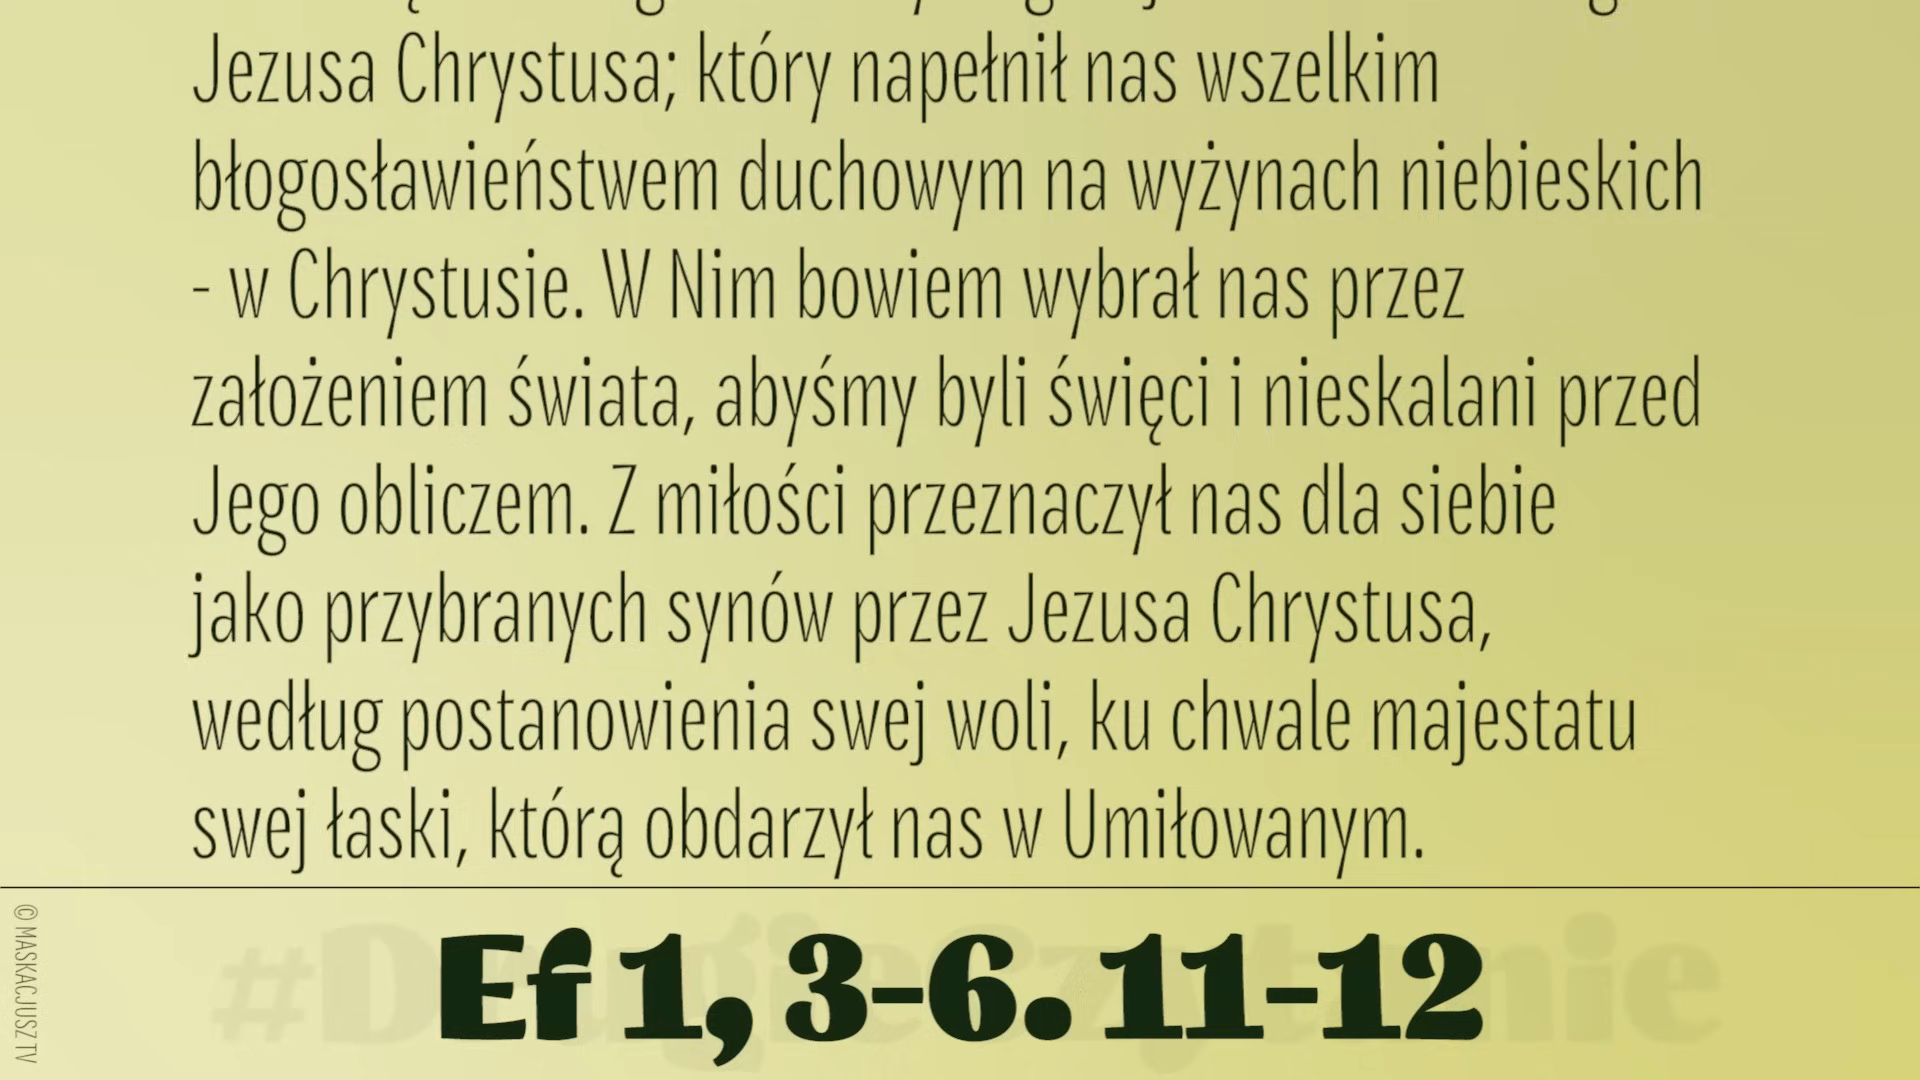 Jezusa Chrystusa; który napełnił nas wszelkim
błogosławieństwem duchowym na wyżynach niebieskich
- w Chrystusie. W Nim bowiem wybrał nas przez
założeniem świata, abyśmy byli święci i nieskalani przed
Jego obliczem. Z miłości przeznaczył nas dla siebie
jako przybranych synów przez Jezusa Chrystusa,
według postanowienia swej woli, ku chwale majestatu
swej łaski, którą obdarzył nas w Umiłowanym.
#DrugieCzytanie
Ef 1, 3-6. 11-12
© MASKACJUSZ TV